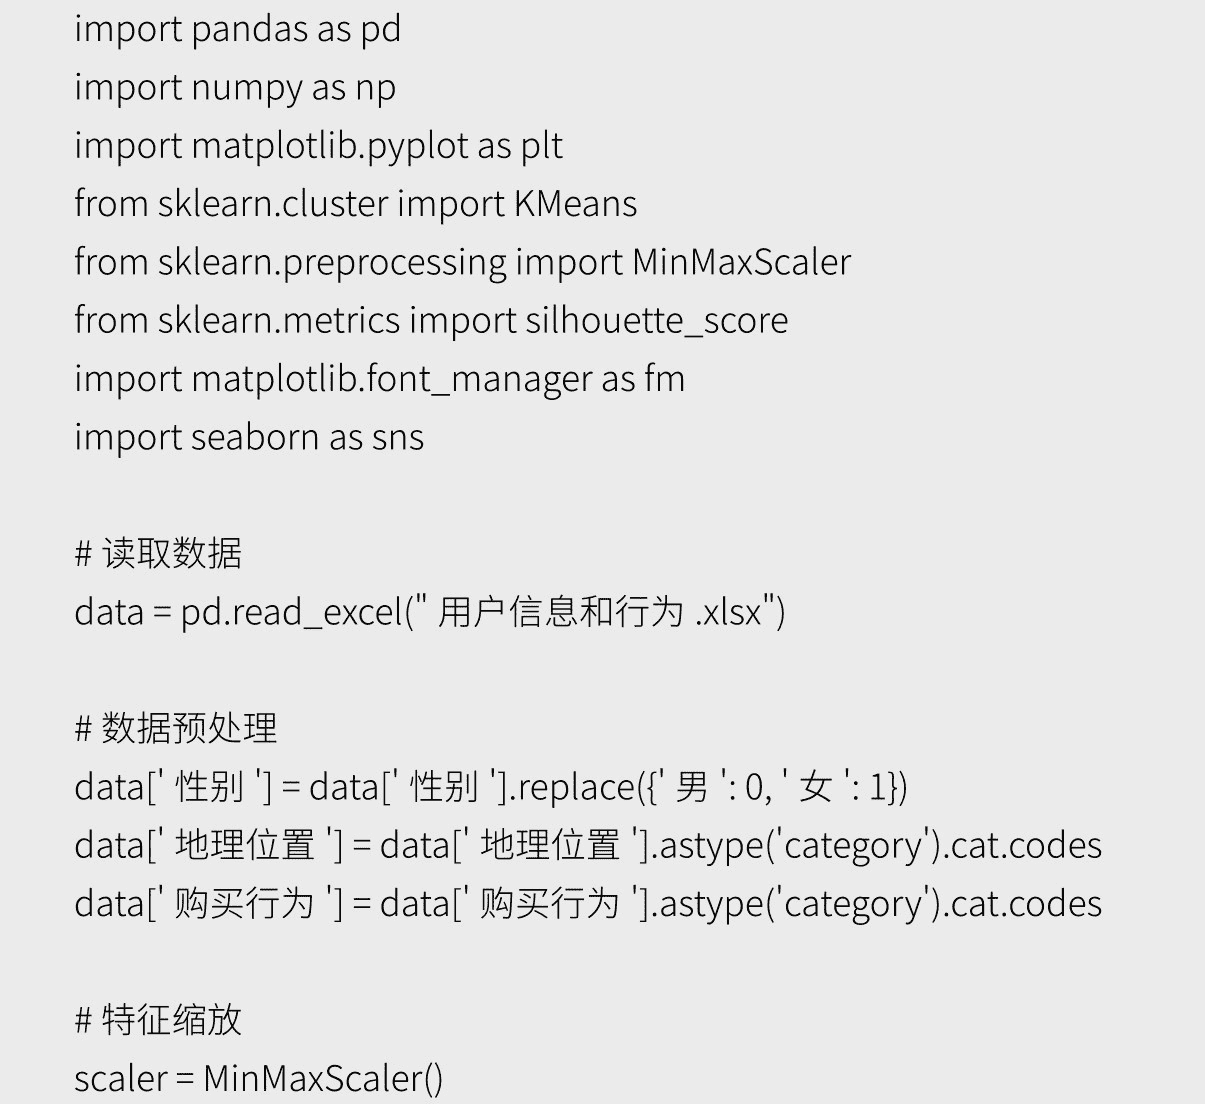 import pandas as pd
import numpy as np
import matplotlib.pyplot as plt
from sklearn.cluster import KMeans
from sklearn.preprocessing import MinMaxScaler
from sklearn.metrics import silhouette_score
import matplotlib.font_manager as fm
import seaborn as sns
# 读取数据
data = pd.read_excel(" 用户信息和行为 .xlsx")
# 数据预处理
data[' 性别 '] = data[' 性别 '].replace({' 男 ': 0, ' 女 ': 1})
data[' 地理位置 '] = data[' 地理位置 '].astype('category').cat.codes
data[' 购买行为 '] = data[' 购买行为 '].astype('category').cat.codes
# 特征缩放
scaler = MinMaxScaler()